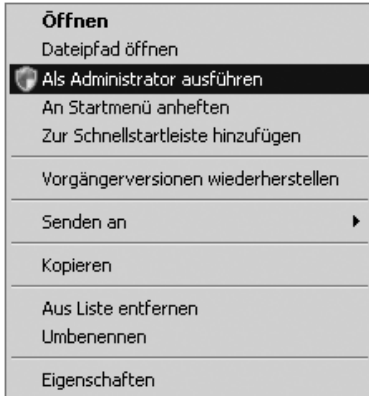 Öffnen
Dateipfad öffnen
Als Administrator ausführen
An Startmenü anheften
Zur Schnellstartleiste hinzufügen
Vorgängerversionen wiederherstellen
Senden an
Kopieren
Aus Liste entfernen
Umbenennen
Eigenschaften